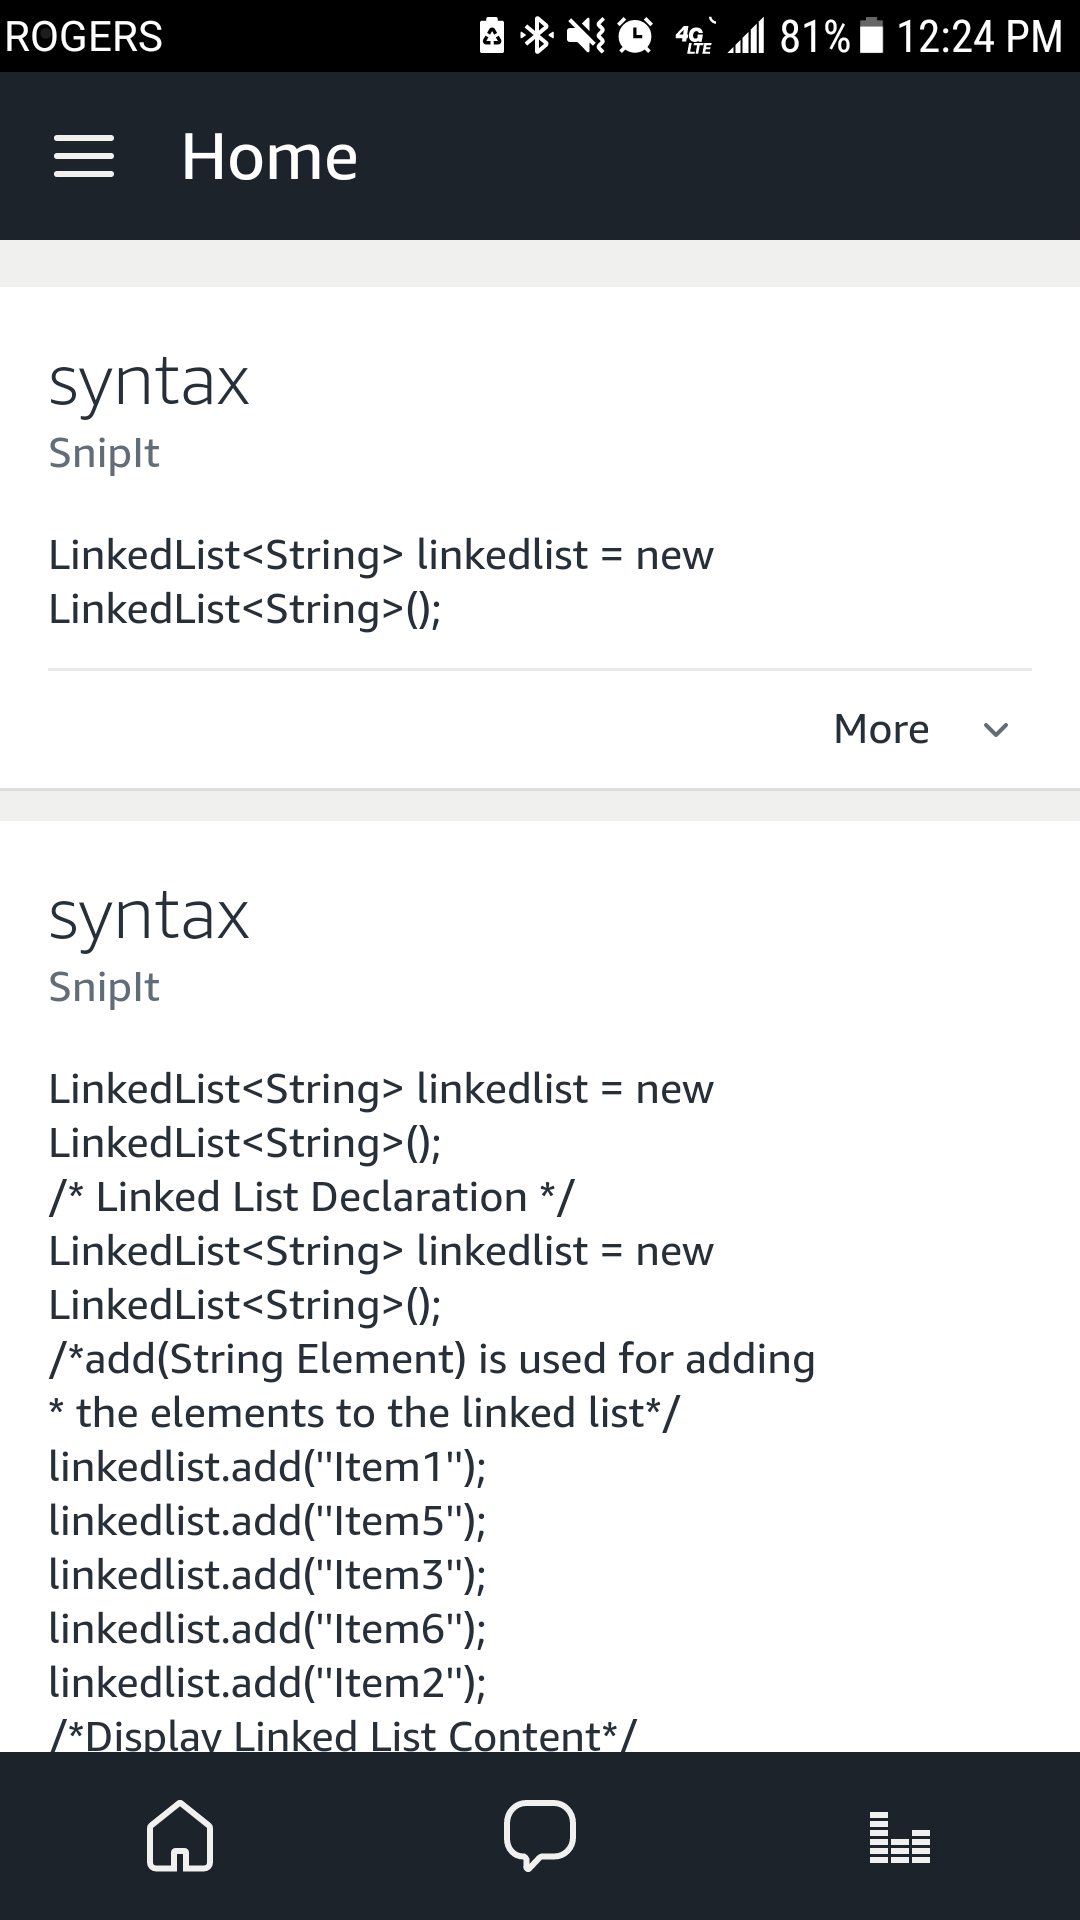 ROGERS 4G LTE 81% 12:24 PM
Home
syntax
SnipIt
LinkedList<String> linkedlist = new
LinkedList<String>();
More
syntax
SnipIt
LinkedList<String> linkedlist = new
LinkedList<String>();
/* Linked List Declaration */
LinkedList<String> linkedlist = new
LinkedList<String>();
/*add(String Element) is used for adding
* the elements to the linked list*/
linkedlist.add("Item1");
linkedlist.add("Item5");
linkedlist.add("Item3");
linkedlist.add("Item6");
linkedlist.add("Item2");
/*Display Linked List Content*/